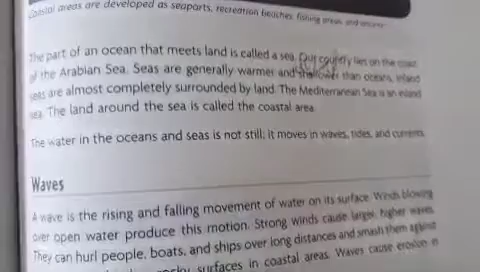 Coastal areas are developed as seaports, recreation beaches, fishing areas and
The part of an ocean that meets land is called a sea. Our country lies on the coast
of the Arabian Sea. Seas are generally warmer and shallower than oceans. Inland
seas are almost completely surrounded by land. The Mediterranean Sea is an inland
sea. The land around the sea is called the coastal area.
The water in the oceans and seas is not still; it moves in waves, tides, and currents.
Waves
A wave is the rising and falling movement of water on its surface. Winds blowing
over open water produce this motion. Strong winds cause larger, higher waves.
They can hurl people, boats, and ships over long distances and smash them against
surfaces in coastal areas. Waves cause erosion